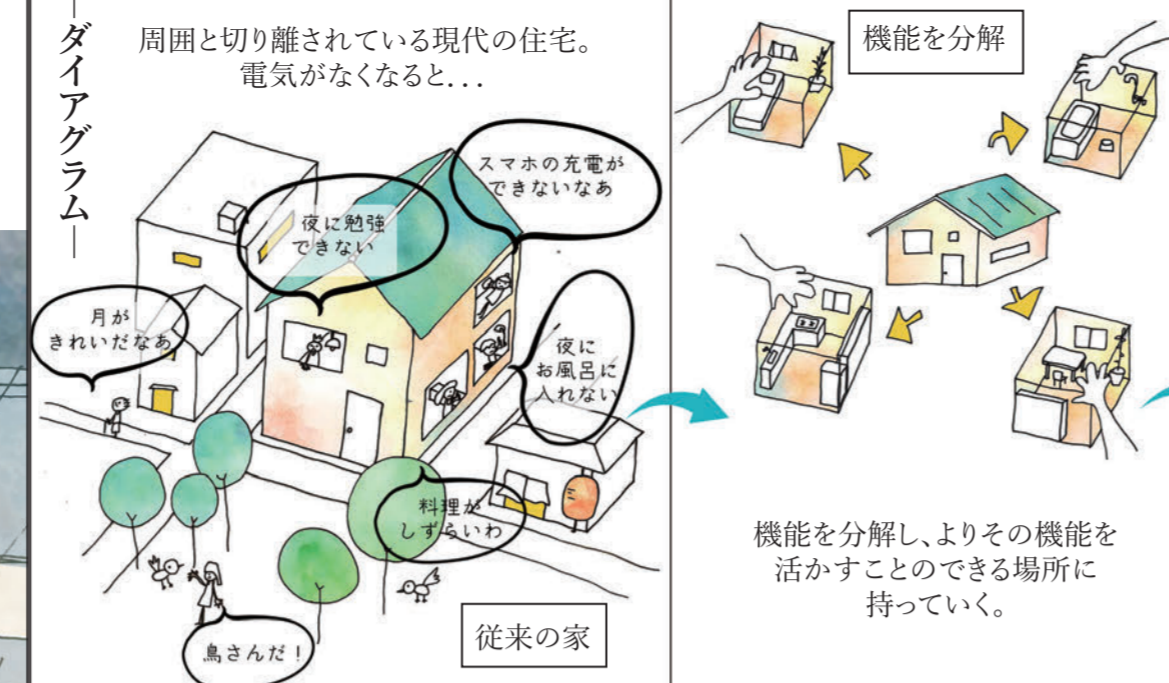 ―ダイアグラム―
周囲と切り離されている現代の住宅。
電気がなくなると...
スマホの充電が
できないなあ
夜に勉強
できない
月が
きれいだなあ
夜に
お風呂に
入れない
料理が
しずらいわ
鳥さんだ！
従来の家
機能を分解
機能を分解し、よりその機能を
活かすことのできる場所に
持っていく。